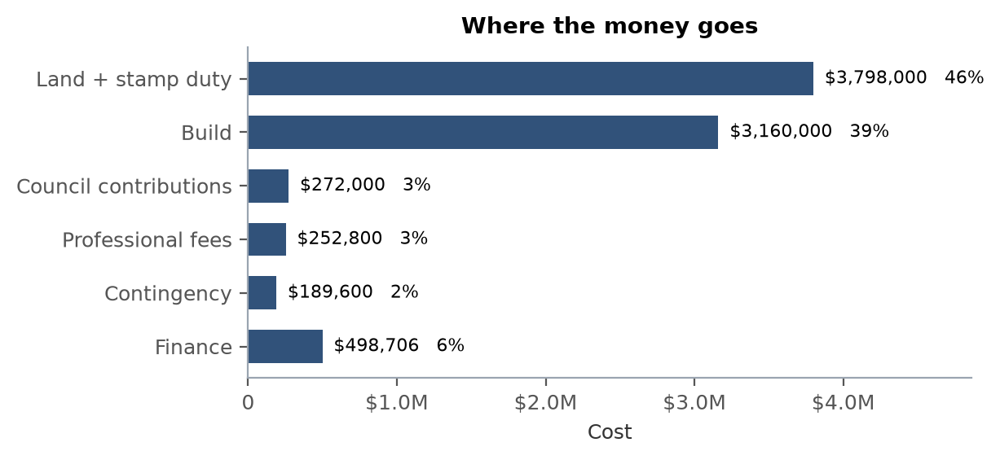 Where the money goes
Land + stamp duty $3,798,000 46%
Build $3,160,000 39%
Council contributions $272,000 3%
Professional fees $252,800 3%
Contingency $189,600 2%
Finance $498,706 6%
0 $1.0M $2.0M $3.0M $4.0M
Cost